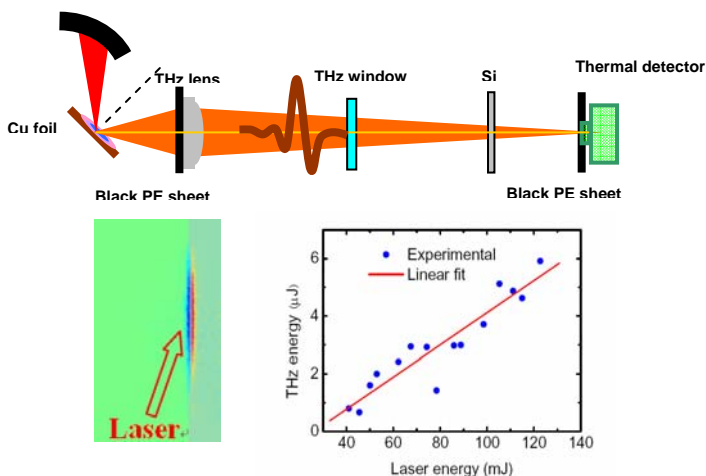 Thermal detector
THz lens
THz window
Si
Cu foil
Black PE sheet
Black PE sheet
Laser
Experimental
Linear fit
THz energy (μJ)
6
4
2
0
40 60 80 100 120 140
Laser energy (mJ)